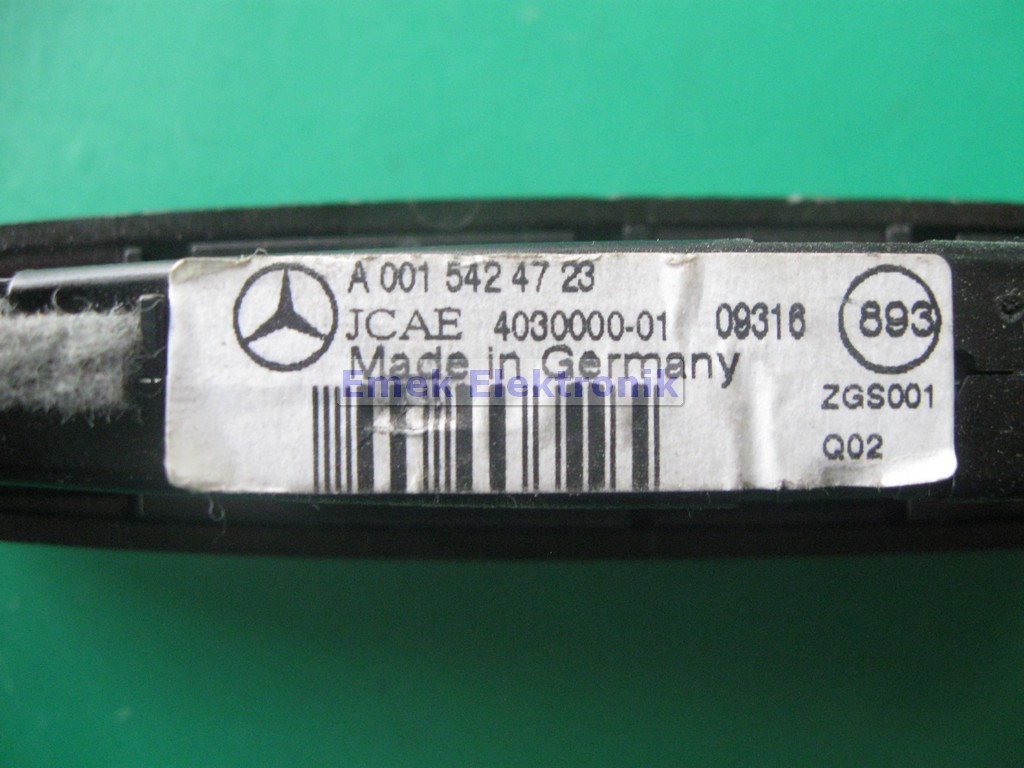 A 001 542 47 23
JCAE 4030000-01 09316 893
Made in Germany
Emek Elektronik
ZGS001
Q02